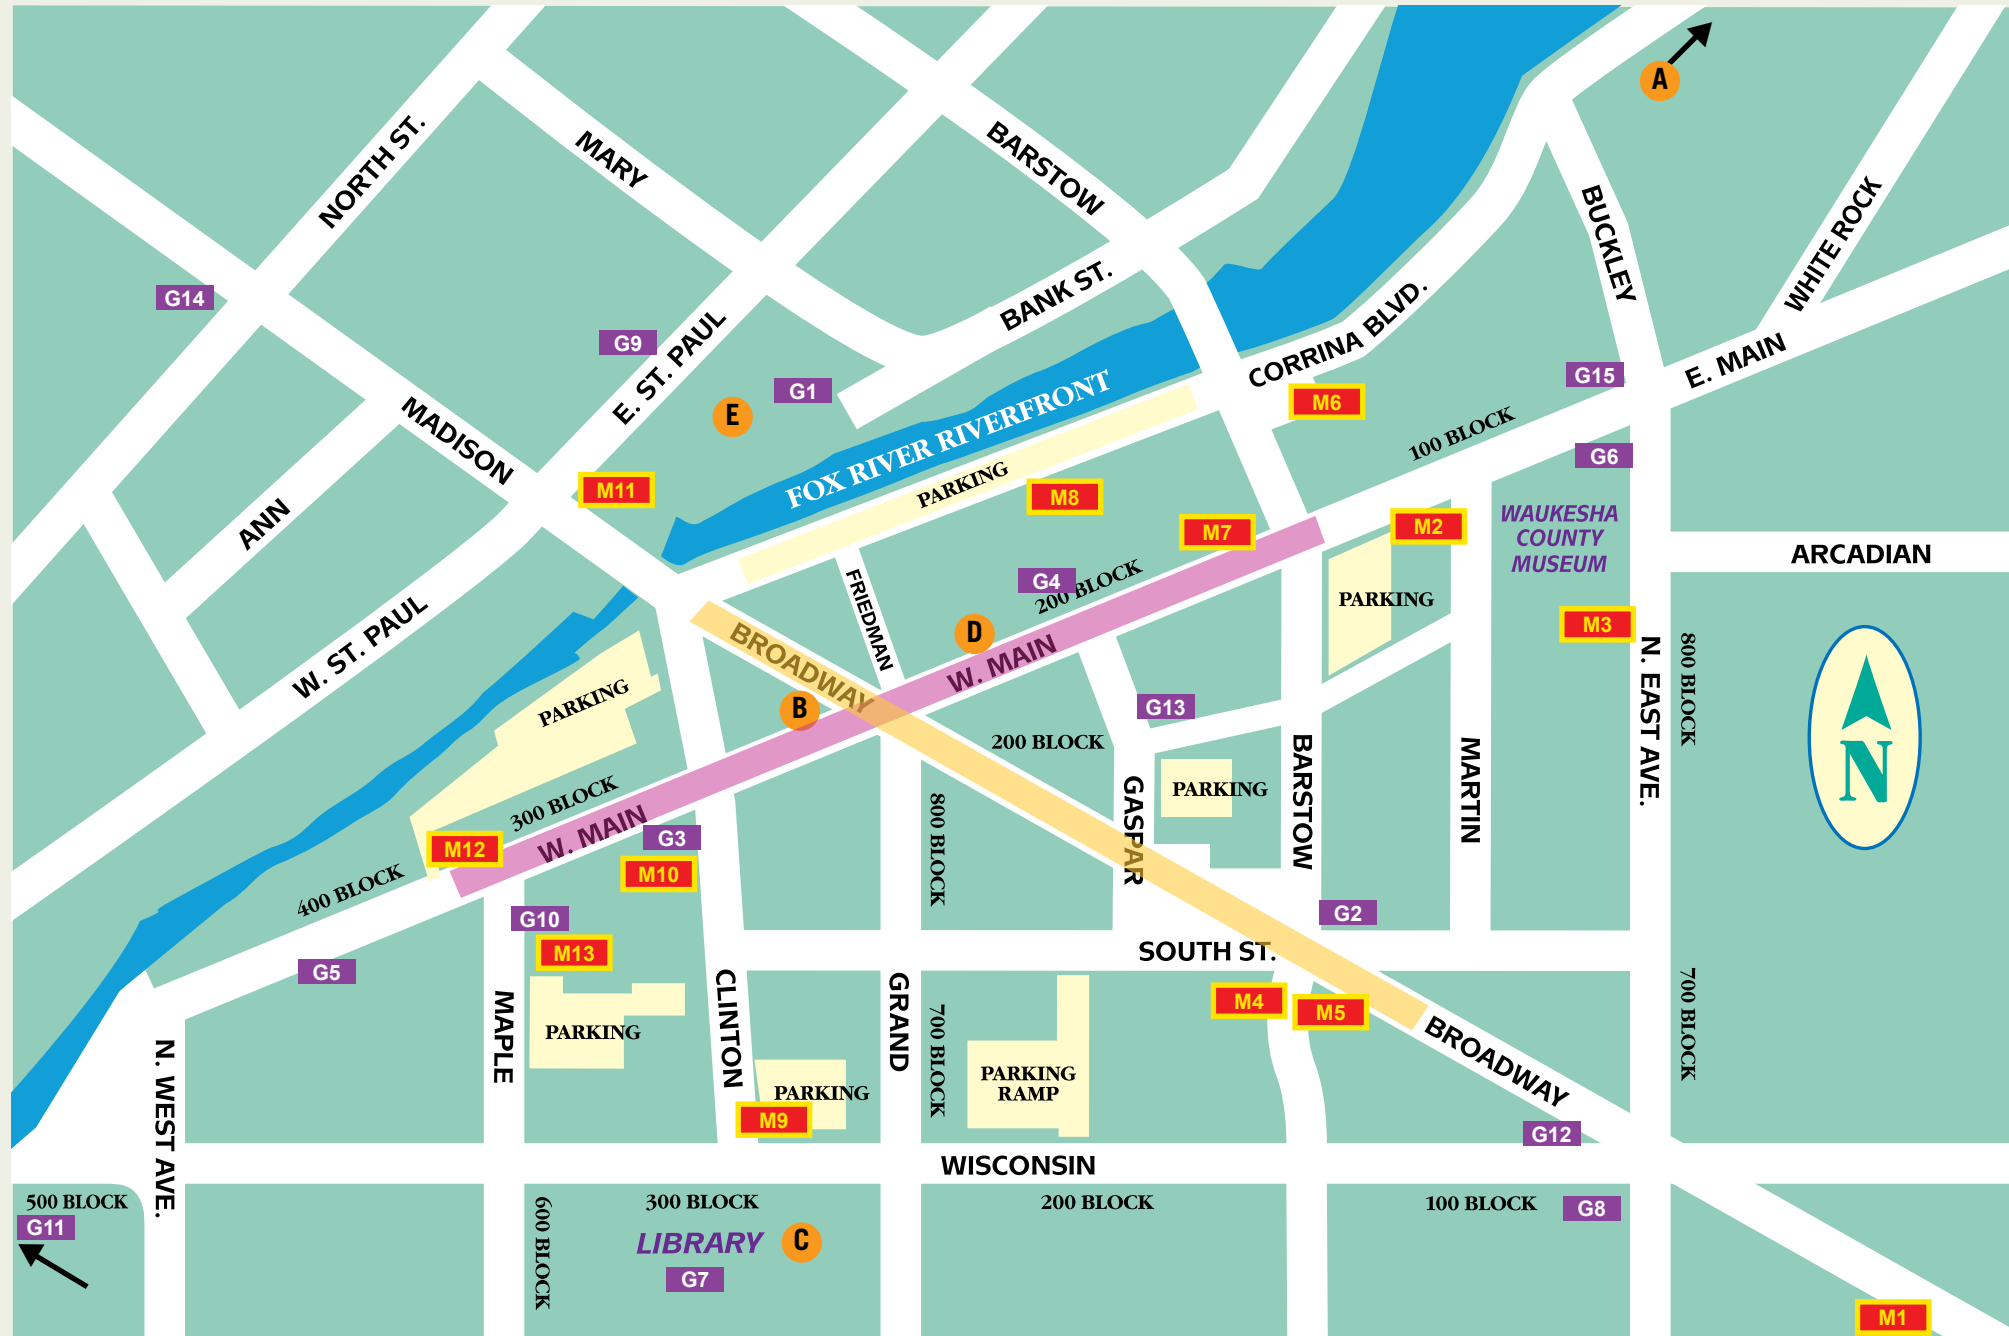 A
NORTH ST.
MARY
BARSTOW
BUCKLEY
WHITE ROCK
G14
G9
E. ST. PAUL
G1
BANK ST.
CORRINA BLVD.
G15
E. MAIN
E
M6
100 BLOCK
G6
MADISON
M11
FOX RIVER RIVERFRONT
PARKING
M8
M7
M2
WAUKESHA
COUNTY
MUSEUM
ARCADIAN
ANN
FRIEDMAN
G4
200 BLOCK
PARKING
M3
W. ST. PAUL
BROADWAY
D
W. MAIN
N. EAST AVE.
800 BLOCK
PARKING
B
G13
200 BLOCK
N
BARSTOW
MARTIN
GASPAR
PARKING
300 BLOCK
W. MAIN
G3
M12
M10
800 BLOCK
400 BLOCK
G10
G2
M13
SOUTH ST.
G5
M4
M5
700 BLOCK
MAPLE
PARKING
CLINTON
GRAND
700 BLOCK
PARKING
RAMP
BROADWAY
N. WEST AVE.
PARKING
M9
G12
WISCONSIN
500 BLOCK
G11
600 BLOCK
300 BLOCK
200 BLOCK
100 BLOCK
G8
LIBRARY
C
G7
M1